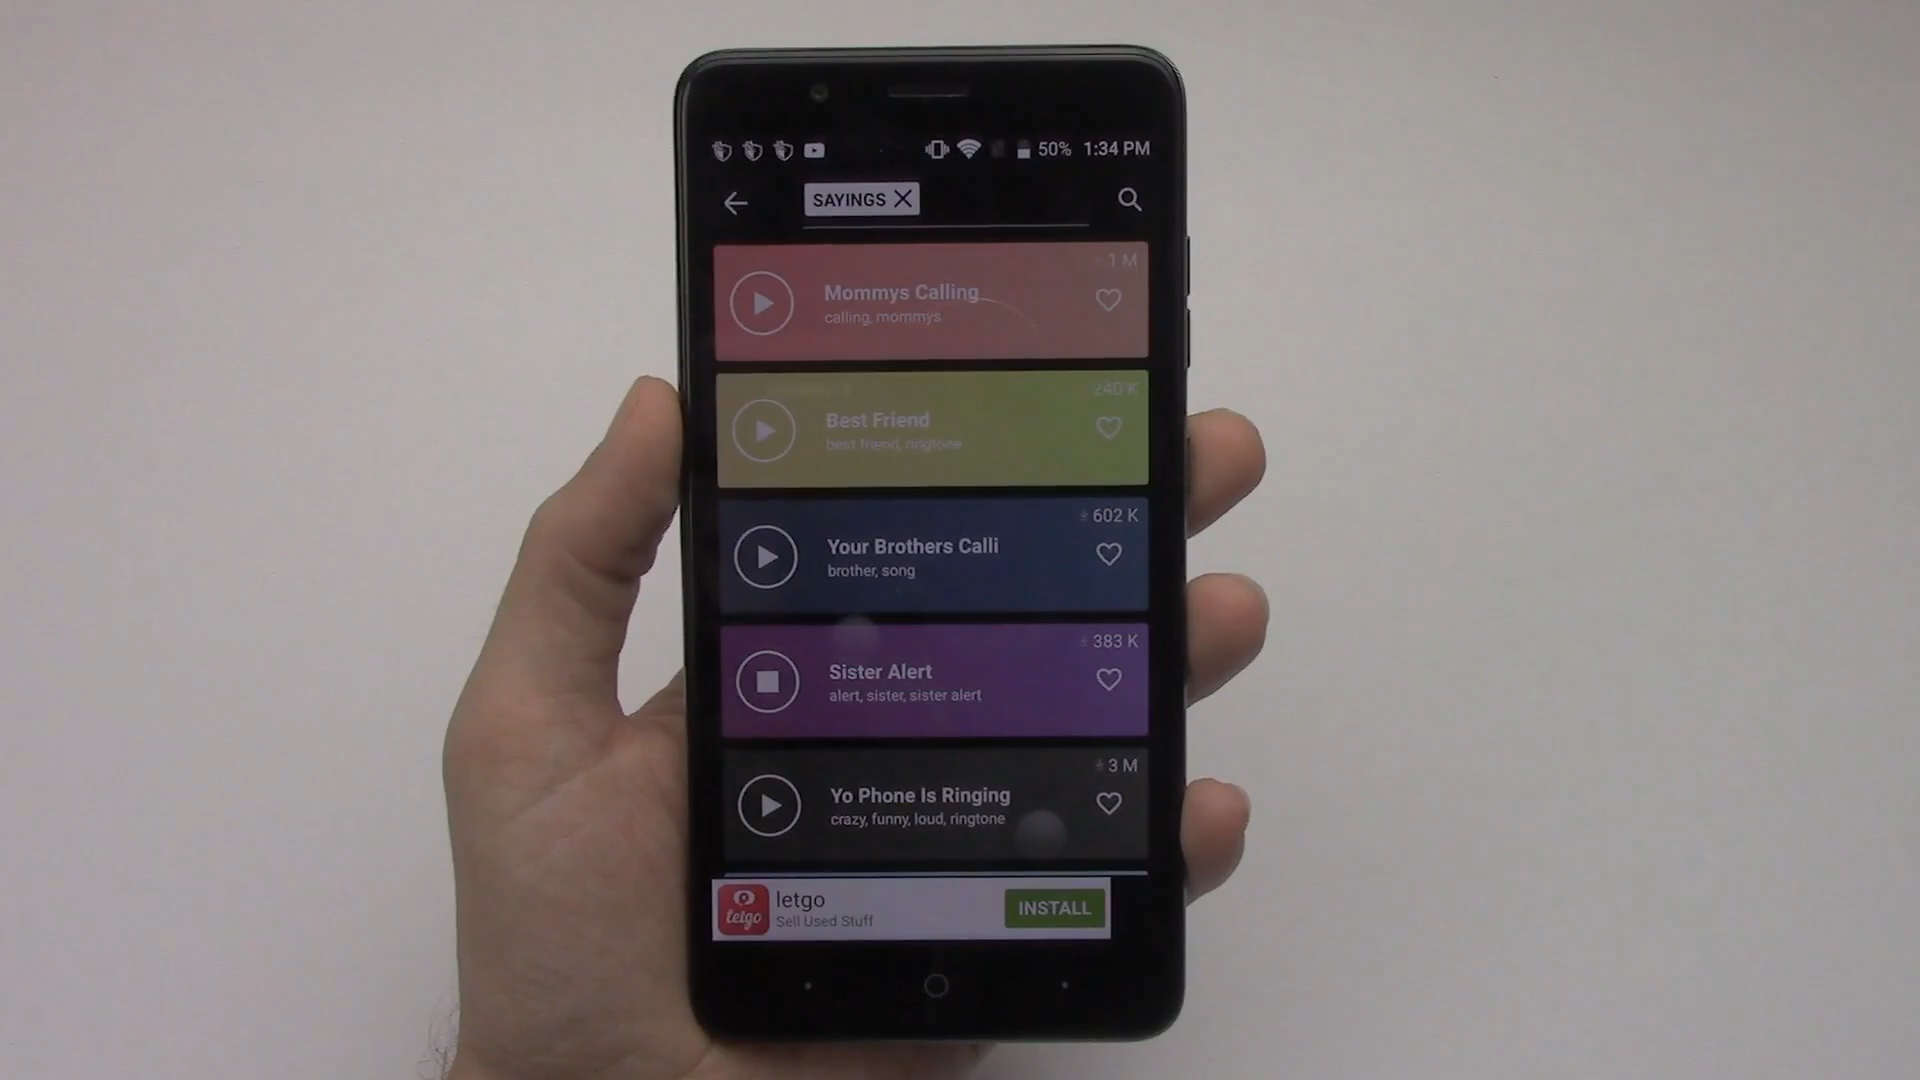 50% 1:34 PM
SAYINGS
1 M
Mommys Calling
calling, mommys
240 K
Best Friend
best friend, ringtone
602 K
Your Brothers Calli
brother, song
383 K
Sister Alert
alert, sister, sister alert
3 M
Yo Phone Is Ringing
crazy, funny, loud, ringtone
letgo
letgo
Sell Used Stuff
INSTALL